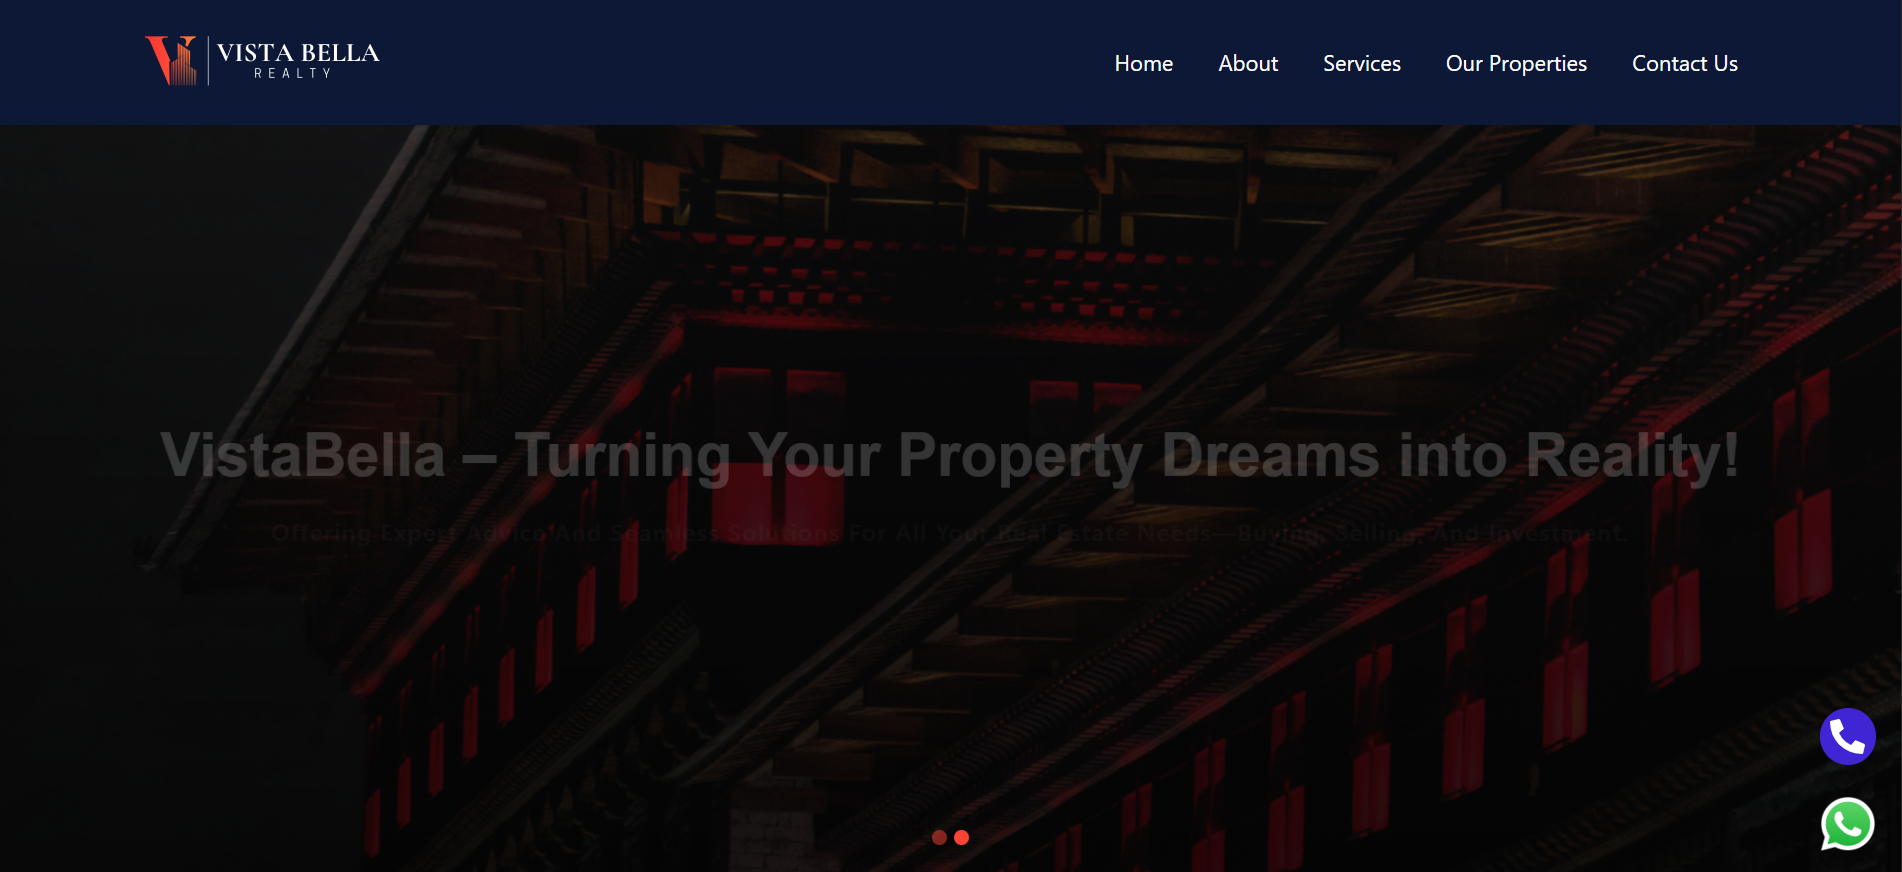 VISTA BELLA
REALTY
Home About Services Our Properties Contact Us
VistaBella – Turning Your Property Dreams into Reality!
Offering Expert Advice And Seamless Solutions For All Your Real Estate Needs—Buying, Selling, And Investment.